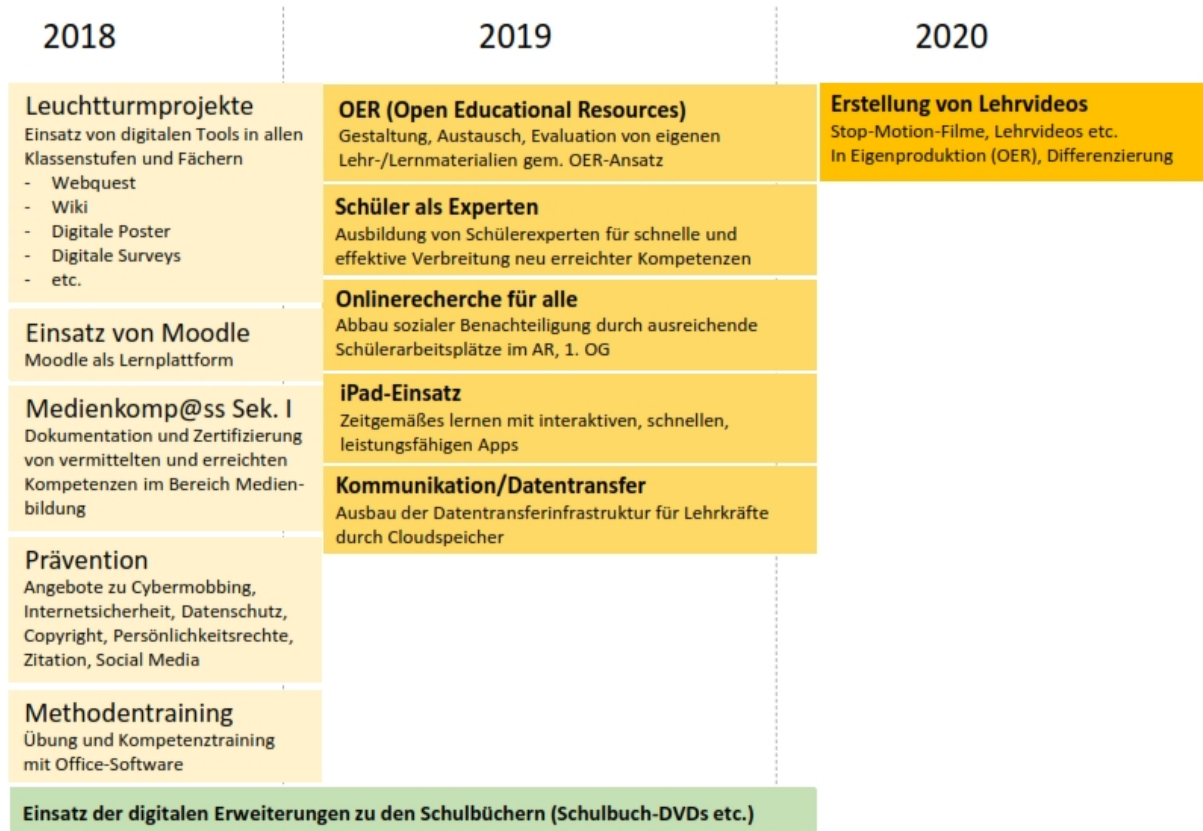 2018
2019
2020
Leuchtturmprojekte
Einsatz von digitalen Tools in allen
Klassenstufen und Fächern
- Webquest
- Wiki
- Digitale Poster
- Digitale Surveys
- etc.
Einsatz von Moodle
Moodle als Lernplattform
Medienkomp@ss Sek. I
Dokumentation und Zertifizierung
von vermittelten und erreichten
Kompetenzen im Bereich Medien-
bildung
Prävention
Angebote zu Cybermobbing,
Internetsicherheit, Datenschutz,
Copyright, Persönlichkeitsrechte,
Zitation, Social Media
Methodentraining
Übung und Kompetenztraining
mit Office-Software
OER (Open Educational Resources)
Gestaltung, Austausch, Evaluation von eigenen
Lehr-/Lernmaterialien gem. OER-Ansatz
Schüler als Experten
Ausbildung von Schülerexperten für schnelle und
effektive Verbreitung neu erreichter Kompetenzen
Onlinerecherche für alle
Abbau sozialer Benachteiligung durch ausreichende
Schülerarbeitsplätze im AR, 1. OG
iPad-Einsatz
Zeitgemäßes lernen mit interaktiven, schnellen,
leistungsfähigen Apps
Kommunikation/Datentransfer
Ausbau der Datentransferinfrastruktur für Lehrkräfte
durch Cloudspeicher
Erstellung von Lehrvideos
Stop-Motion-Filme, Lehrvideos etc.
In Eigenproduktion (OER), Differenzierung
Einsatz der digitalen Erweiterungen zu den Schulbüchern (Schulbuch-DVDs etc.)